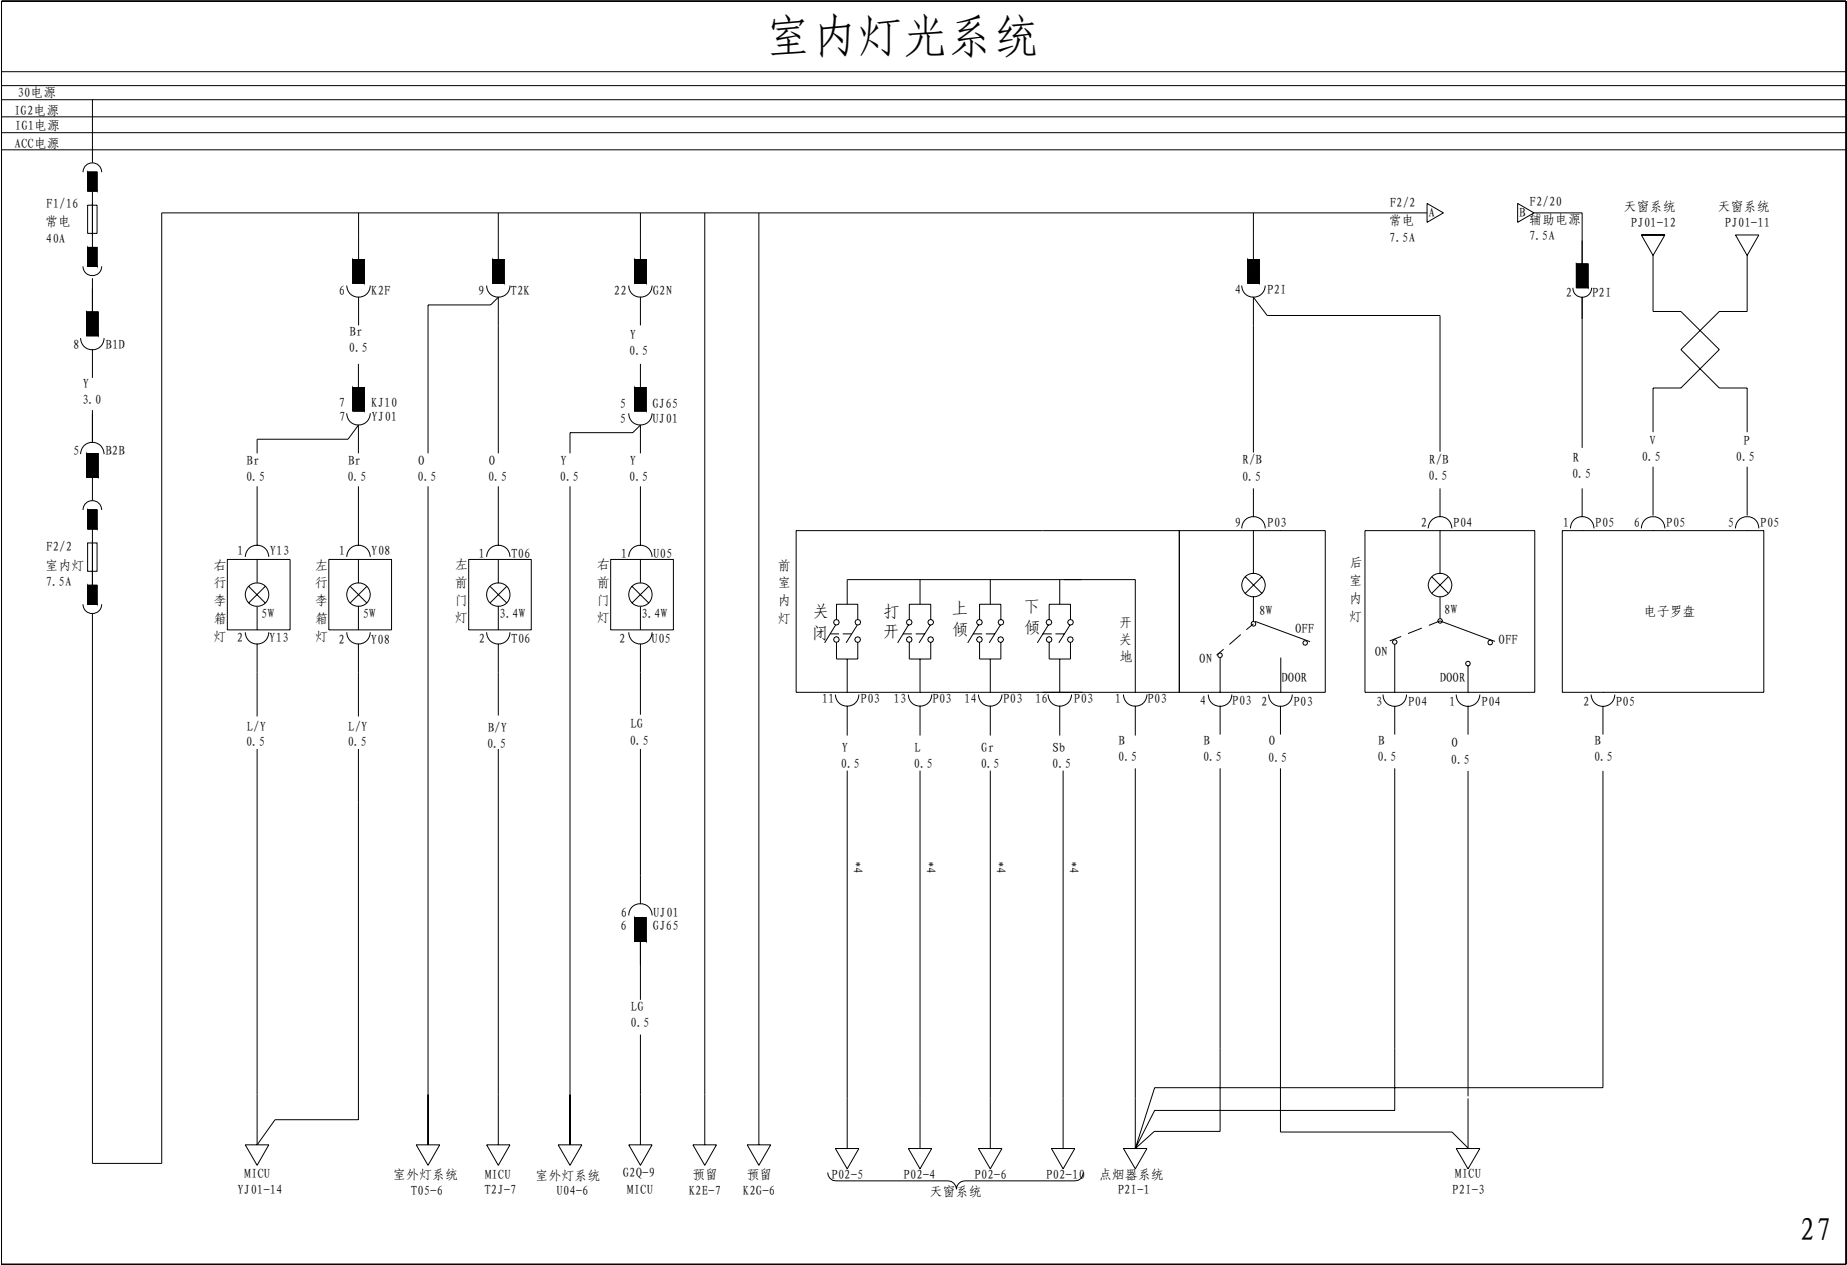 室内灯光系统
30电源
IG2电源
IG1电源
ACC电源
F1/16
常电
40A
8 B1D
Y
3.0
5 B2B
F2/2
室内灯
7.5A
F2/2
常电
7.5A
A
B
F2/20
辅助电源
7.5A
天窗系统
PJ01-12
天窗系统
PJ01-11
6 K2F
9 T2K
22 G2N
4 P2I
2 P2I
Br
0.5
Y
0.5
7 KJ10
7 YJ01
5 GJ65
5 UJ01
Br
0.5
Br
0.5
O
0.5
O
0.5
Y
0.5
Y
0.5
R/B
0.5
R/B
0.5
R
0.5
V
0.5
P
0.5
1 Y13
1 Y08
1 T06
1 U05
9 P03
2 P04
1 P05
6 P05
5 P05
右行李箱灯
5W
左行李箱灯
5W
左前门灯
3.4W
右前门灯
3.4W
2 Y13
2 Y08
2 T06
2 U05
前室内灯
关闭
打开
上倾
下倾
开关地
8W
OFF
ON
DOOR
后室内灯
8W
OFF
ON
DOOR
电子罗盘
11 P03
13 P03
14 P03
16 P03
1 P03
4 P03
2 P03
3 P04
1 P04
2 P05
L/Y
0.5
L/Y
0.5
B/Y
0.5
LG
0.5
Y
0.5
L
0.5
Gr
0.5
Sb
0.5
B
0.5
B
0.5
O
0.5
B
0.5
O
0.5
B
0.5
*4
*4
*4
*4
6 UJ01
6 GJ65
LG
0.5
MICU
YJ01-14
室外灯系统
T05-6
MICU
T2J-7
室外灯系统
U04-6
G2Q-9
MICU
预留
K2E-7
预留
K2G-6
P02-5
P02-4
P02-6
P02-10
天窗系统
点烟器系统
P2I-1
MICU
P2I-3
27